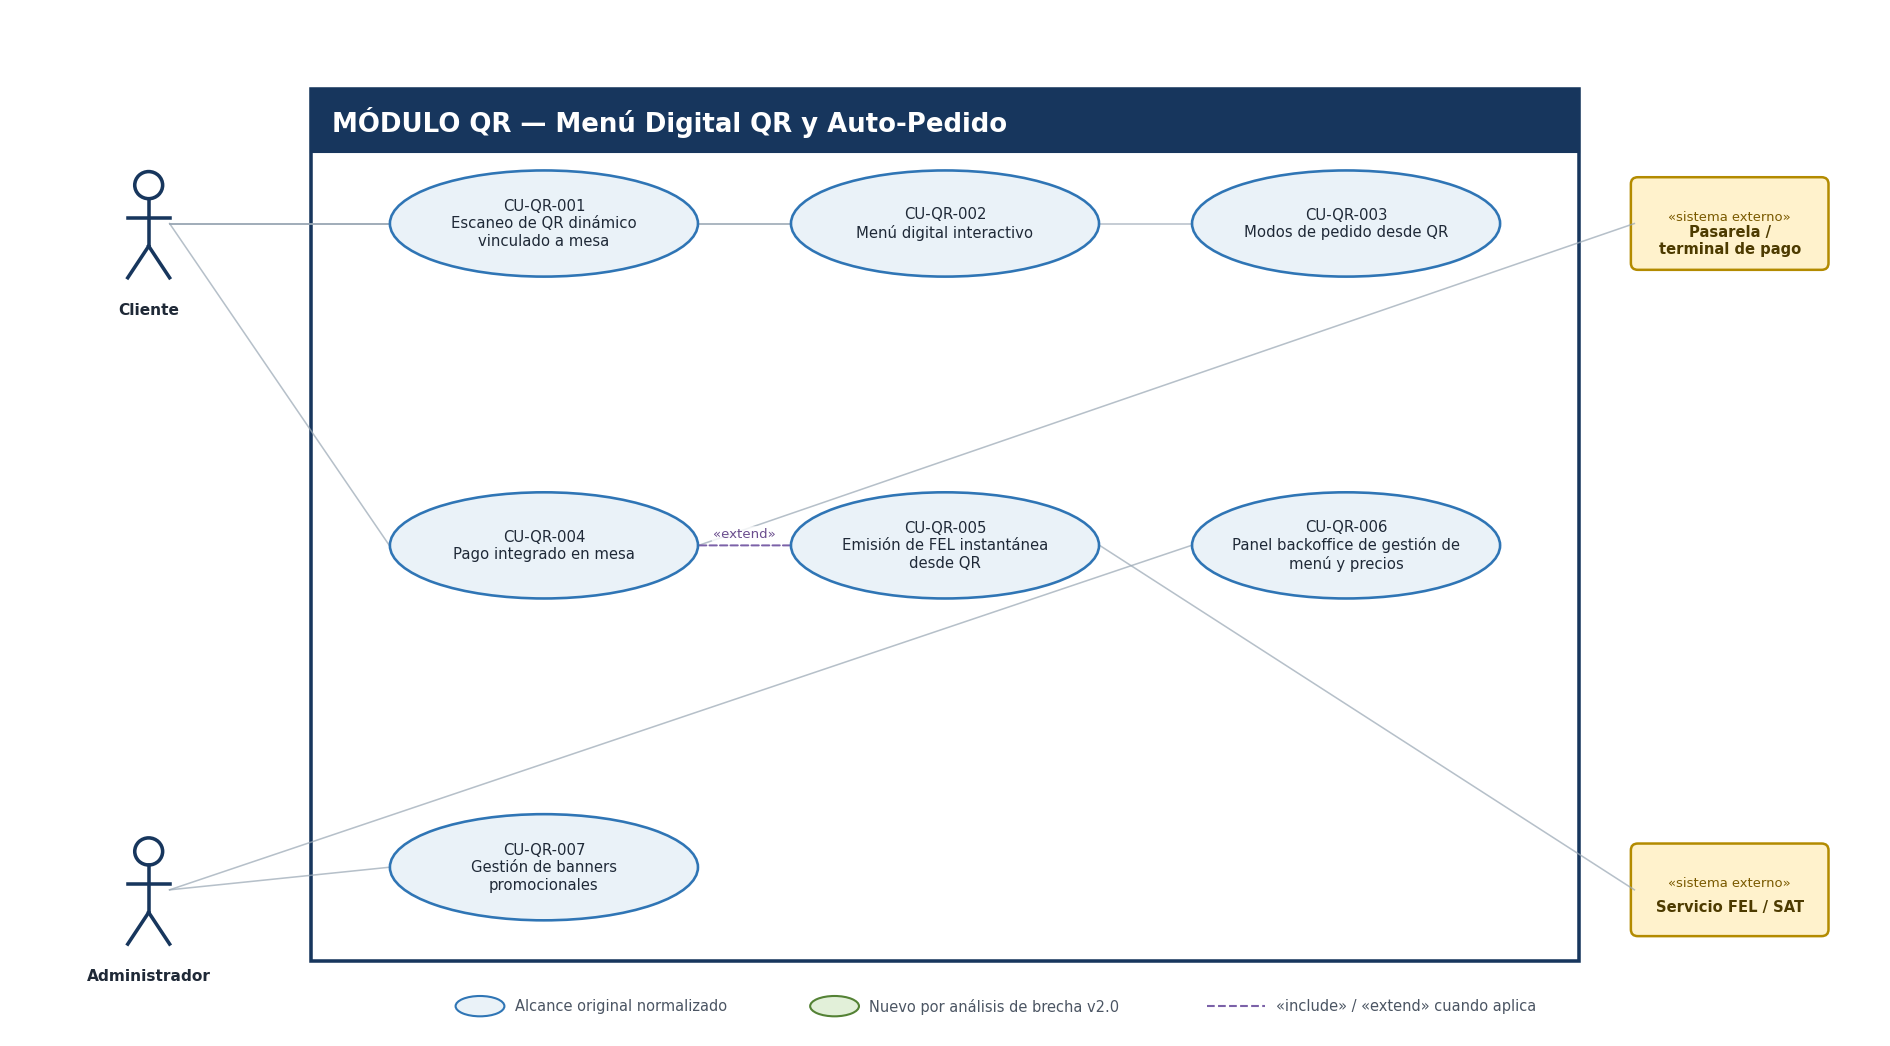 MÓDULO QR — Menú Digital QR y Auto-Pedido
CU-QR-001
Escaneo de QR dinámico
vinculado a mesa
CU-QR-002
Menú digital interactivo
CU-QR-003
Modos de pedido desde QR
«sistema externo»
Pasarela /
terminal de pago
Cliente
CU-QR-004
Pago integrado en mesa
«extend»
CU-QR-005
Emisión de FEL instantánea
desde QR
CU-QR-006
Panel backoffice de gestión de
menú y precios
CU-QR-007
Gestión de banners
promocionales
«sistema externo»
Servicio FEL / SAT
Administrador
Alcance original normalizado
Nuevo por análisis de brecha v2.0
«include» / «extend» cuando aplica